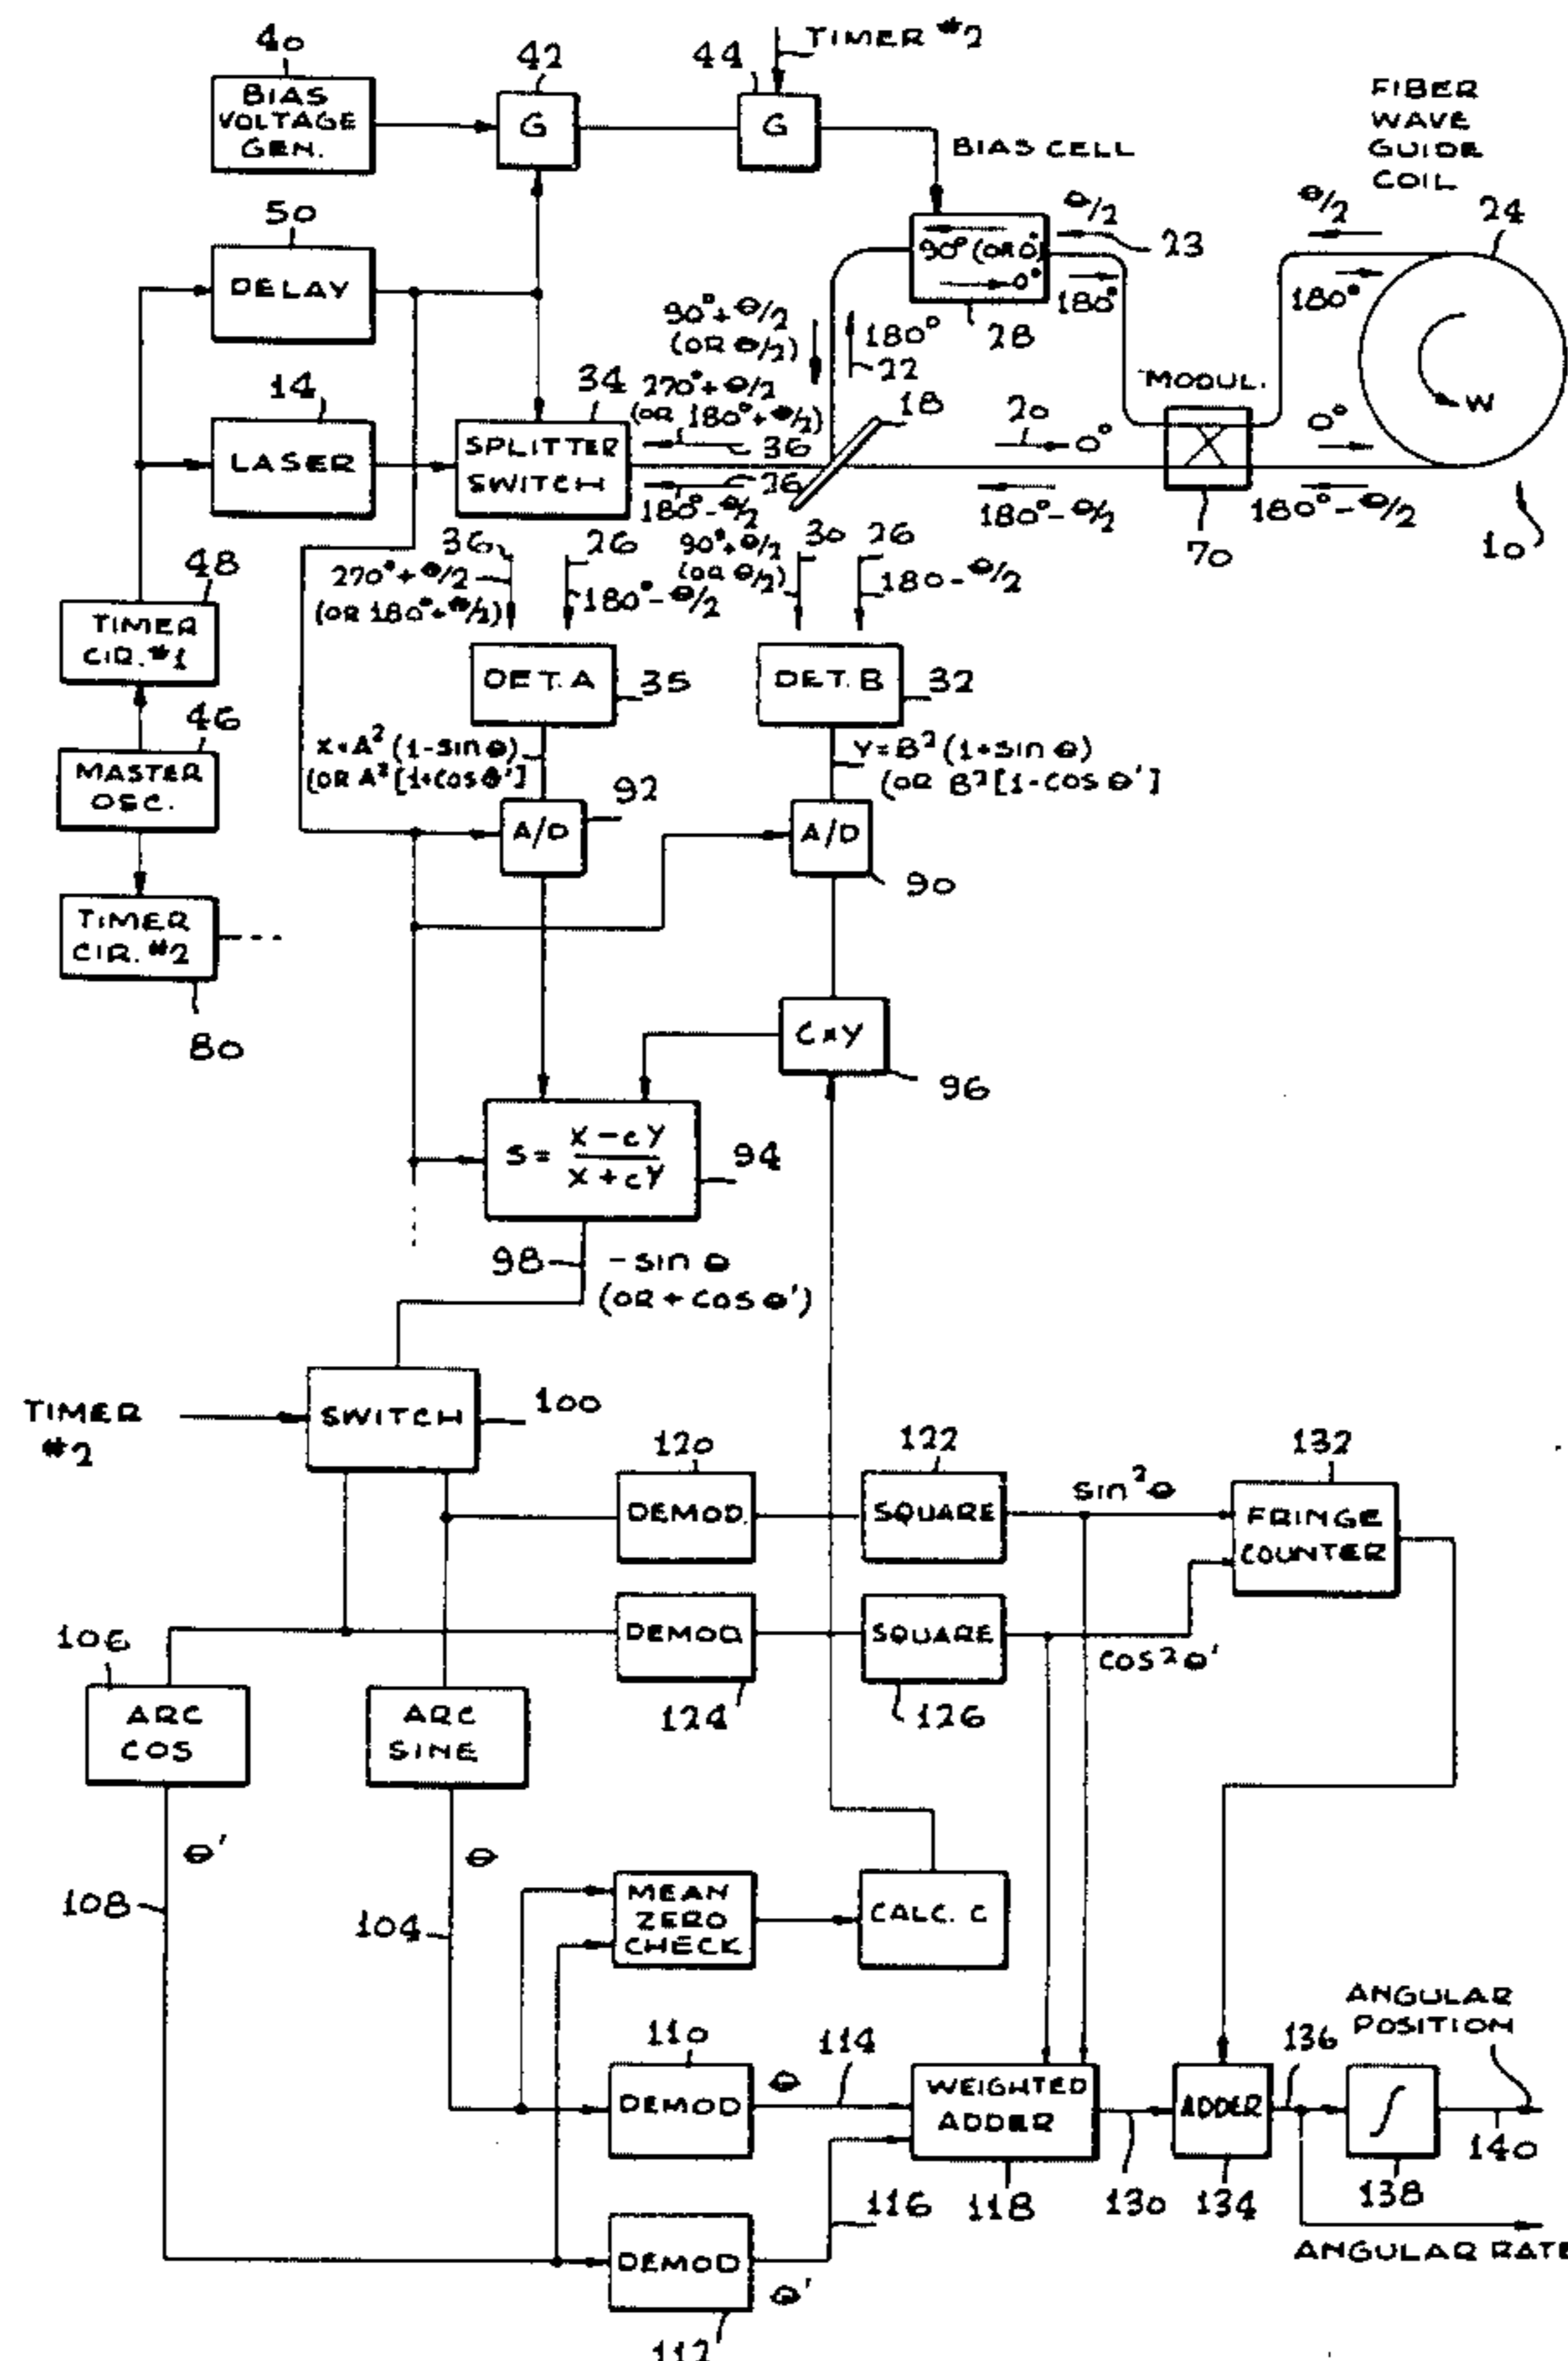 TIMER #2
40
42
44
BIAS
VOLTAGE
GEN.
G
G
BIAS CELL
FIBER
WAVE
GUIDE
COIL
50
DELAY
θ/2
23
90° (OR 0°)
0°
180°
28
θ/2
24
180°
W
90°+θ/2
(OR θ/2)
180°
22
14
LASER
34
SPLITTER
SWITCH
270°+θ/2
(OR 180°+θ/2)
36
26
180°-θ/2
18
20
0°
MODUL.
70
0°
180°-θ/2
180°-θ/2
10
48
TIMER
CIR. #1
36
270°+θ/2
(OR 180°+θ/2)
26
180°-θ/2
90°+θ/2
(OR θ/2)
30
26
180-θ/2
46
MASTER
OSC.
DET. A
35
DET. B
32
X=A² (1-sin θ)
(OR A² [1+cos θ']
Y=B² (1+sin θ)
(OR B² [1-cos θ']
92
A/D
A/D
90
TIMER
CIR. #2
80
C×Y
96
S = X-cY / X+cY
94
98
-sin θ
(OR + cos θ')
TIMER
#2
SWITCH
100
120
DEMOD.
122
SQUARE
sin² θ
132
FRINGE
COUNTER
106
DEMOD
124
SQUARE
126
cos² θ'
ARC
COS
ARC
SINE
θ'
θ
108
104
MEAN
ZERO
CHECK
CALC. C
110
DEMOD
θ
114
WEIGHTED
ADDER
118
130
ADDER
134
136
ANGULAR
POSITION
∫
138
140
116
ANGULAR RATE
DEMOD
θ'
112